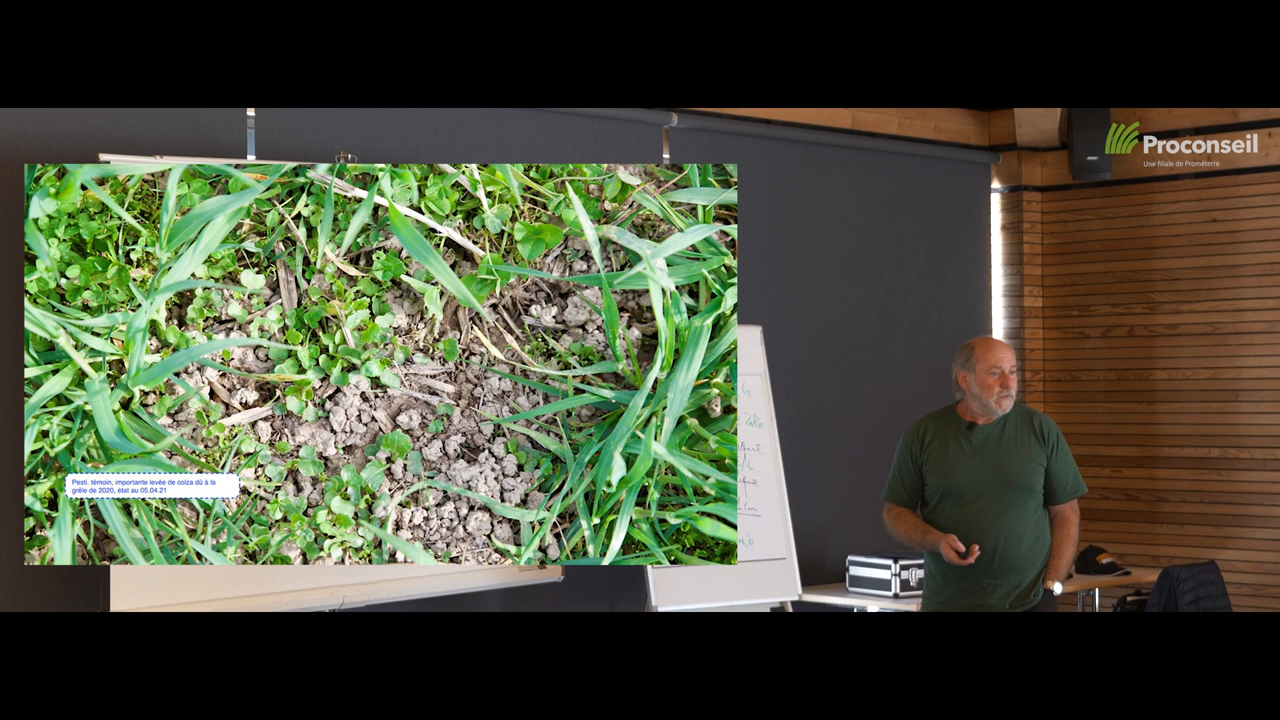 Proconseil
Une filiale de Prométerre
Pesti. témoin, importante levée de colza dû à la
grêle de 2020, état au 05.04.21